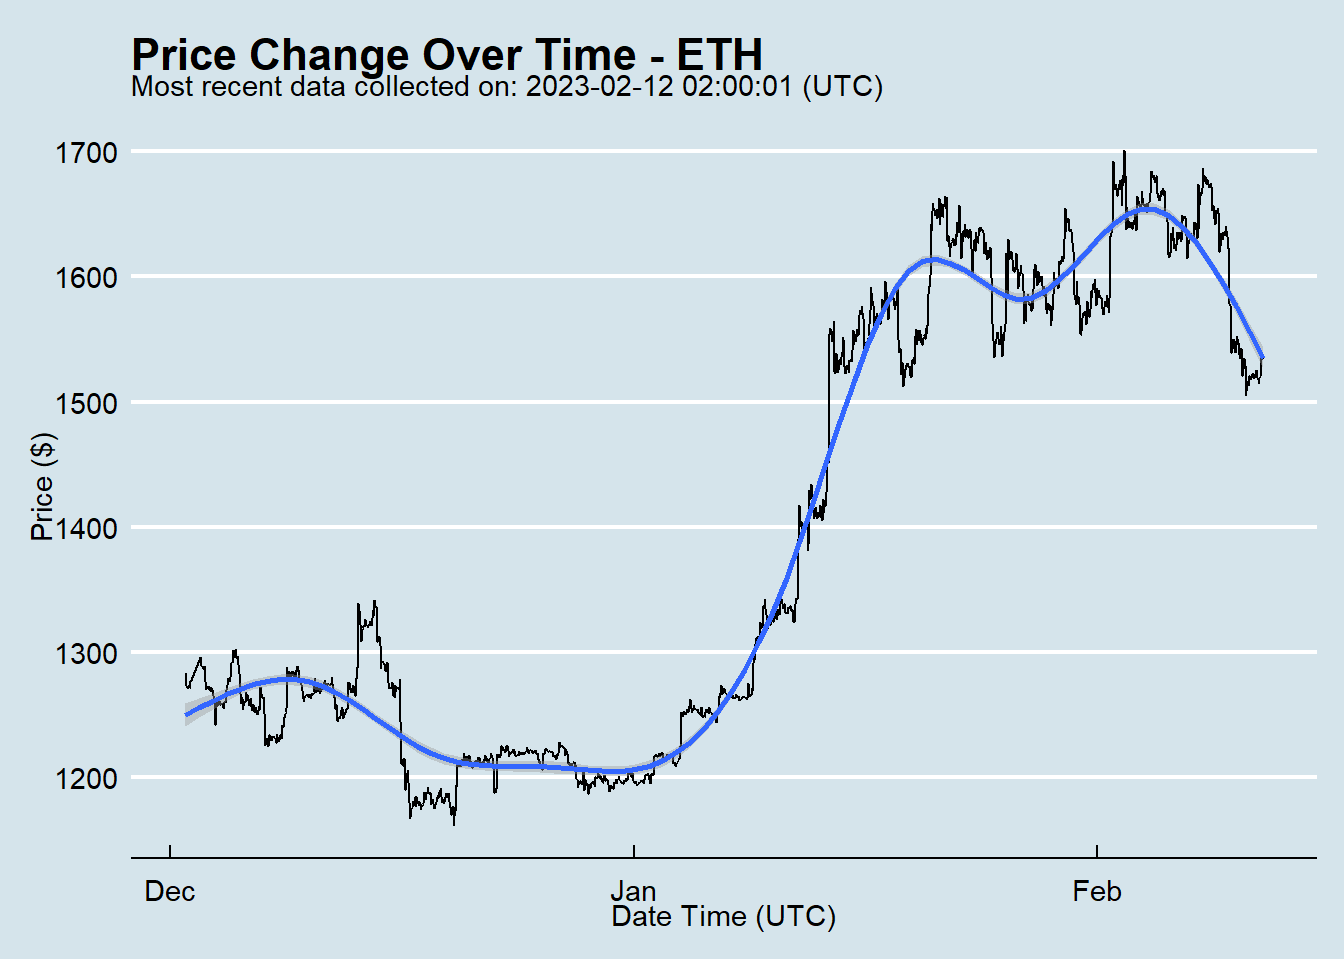 Price Change Over Time - ETH
Most recent data collected on: 2023-02-12 02:00:01 (UTC)
1700
1600
1500
1400
1300
1200
Price ($)
Dec
Jan
Feb
Date Time (UTC)